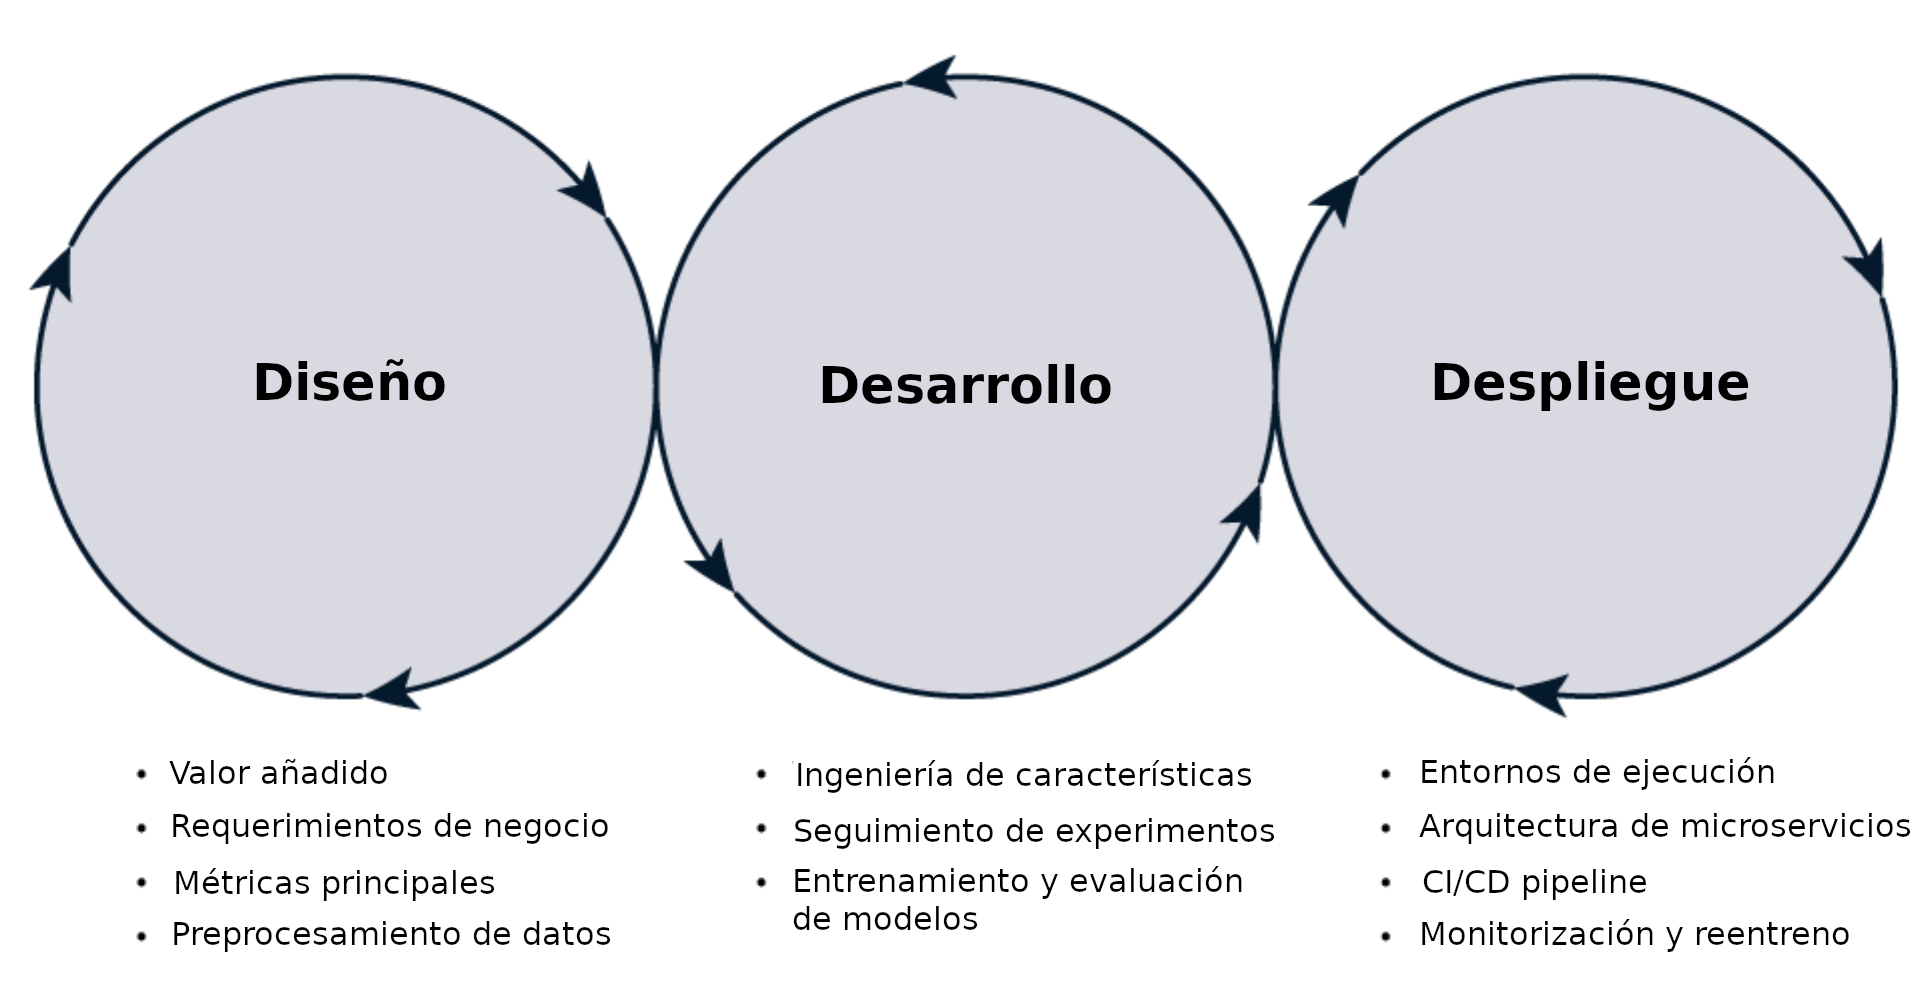 Diseño
Desarrollo
Despliegue
• Valor añadido
• Requerimientos de negocio
• Métricas principales
• Preprocesamiento de datos
• Ingeniería de características
• Seguimiento de experimentos
• Entrenamiento y evaluación
de modelos
• Entornos de ejecución
• Arquitectura de microservicios
• CI/CD pipeline
• Monitorización y reentreno